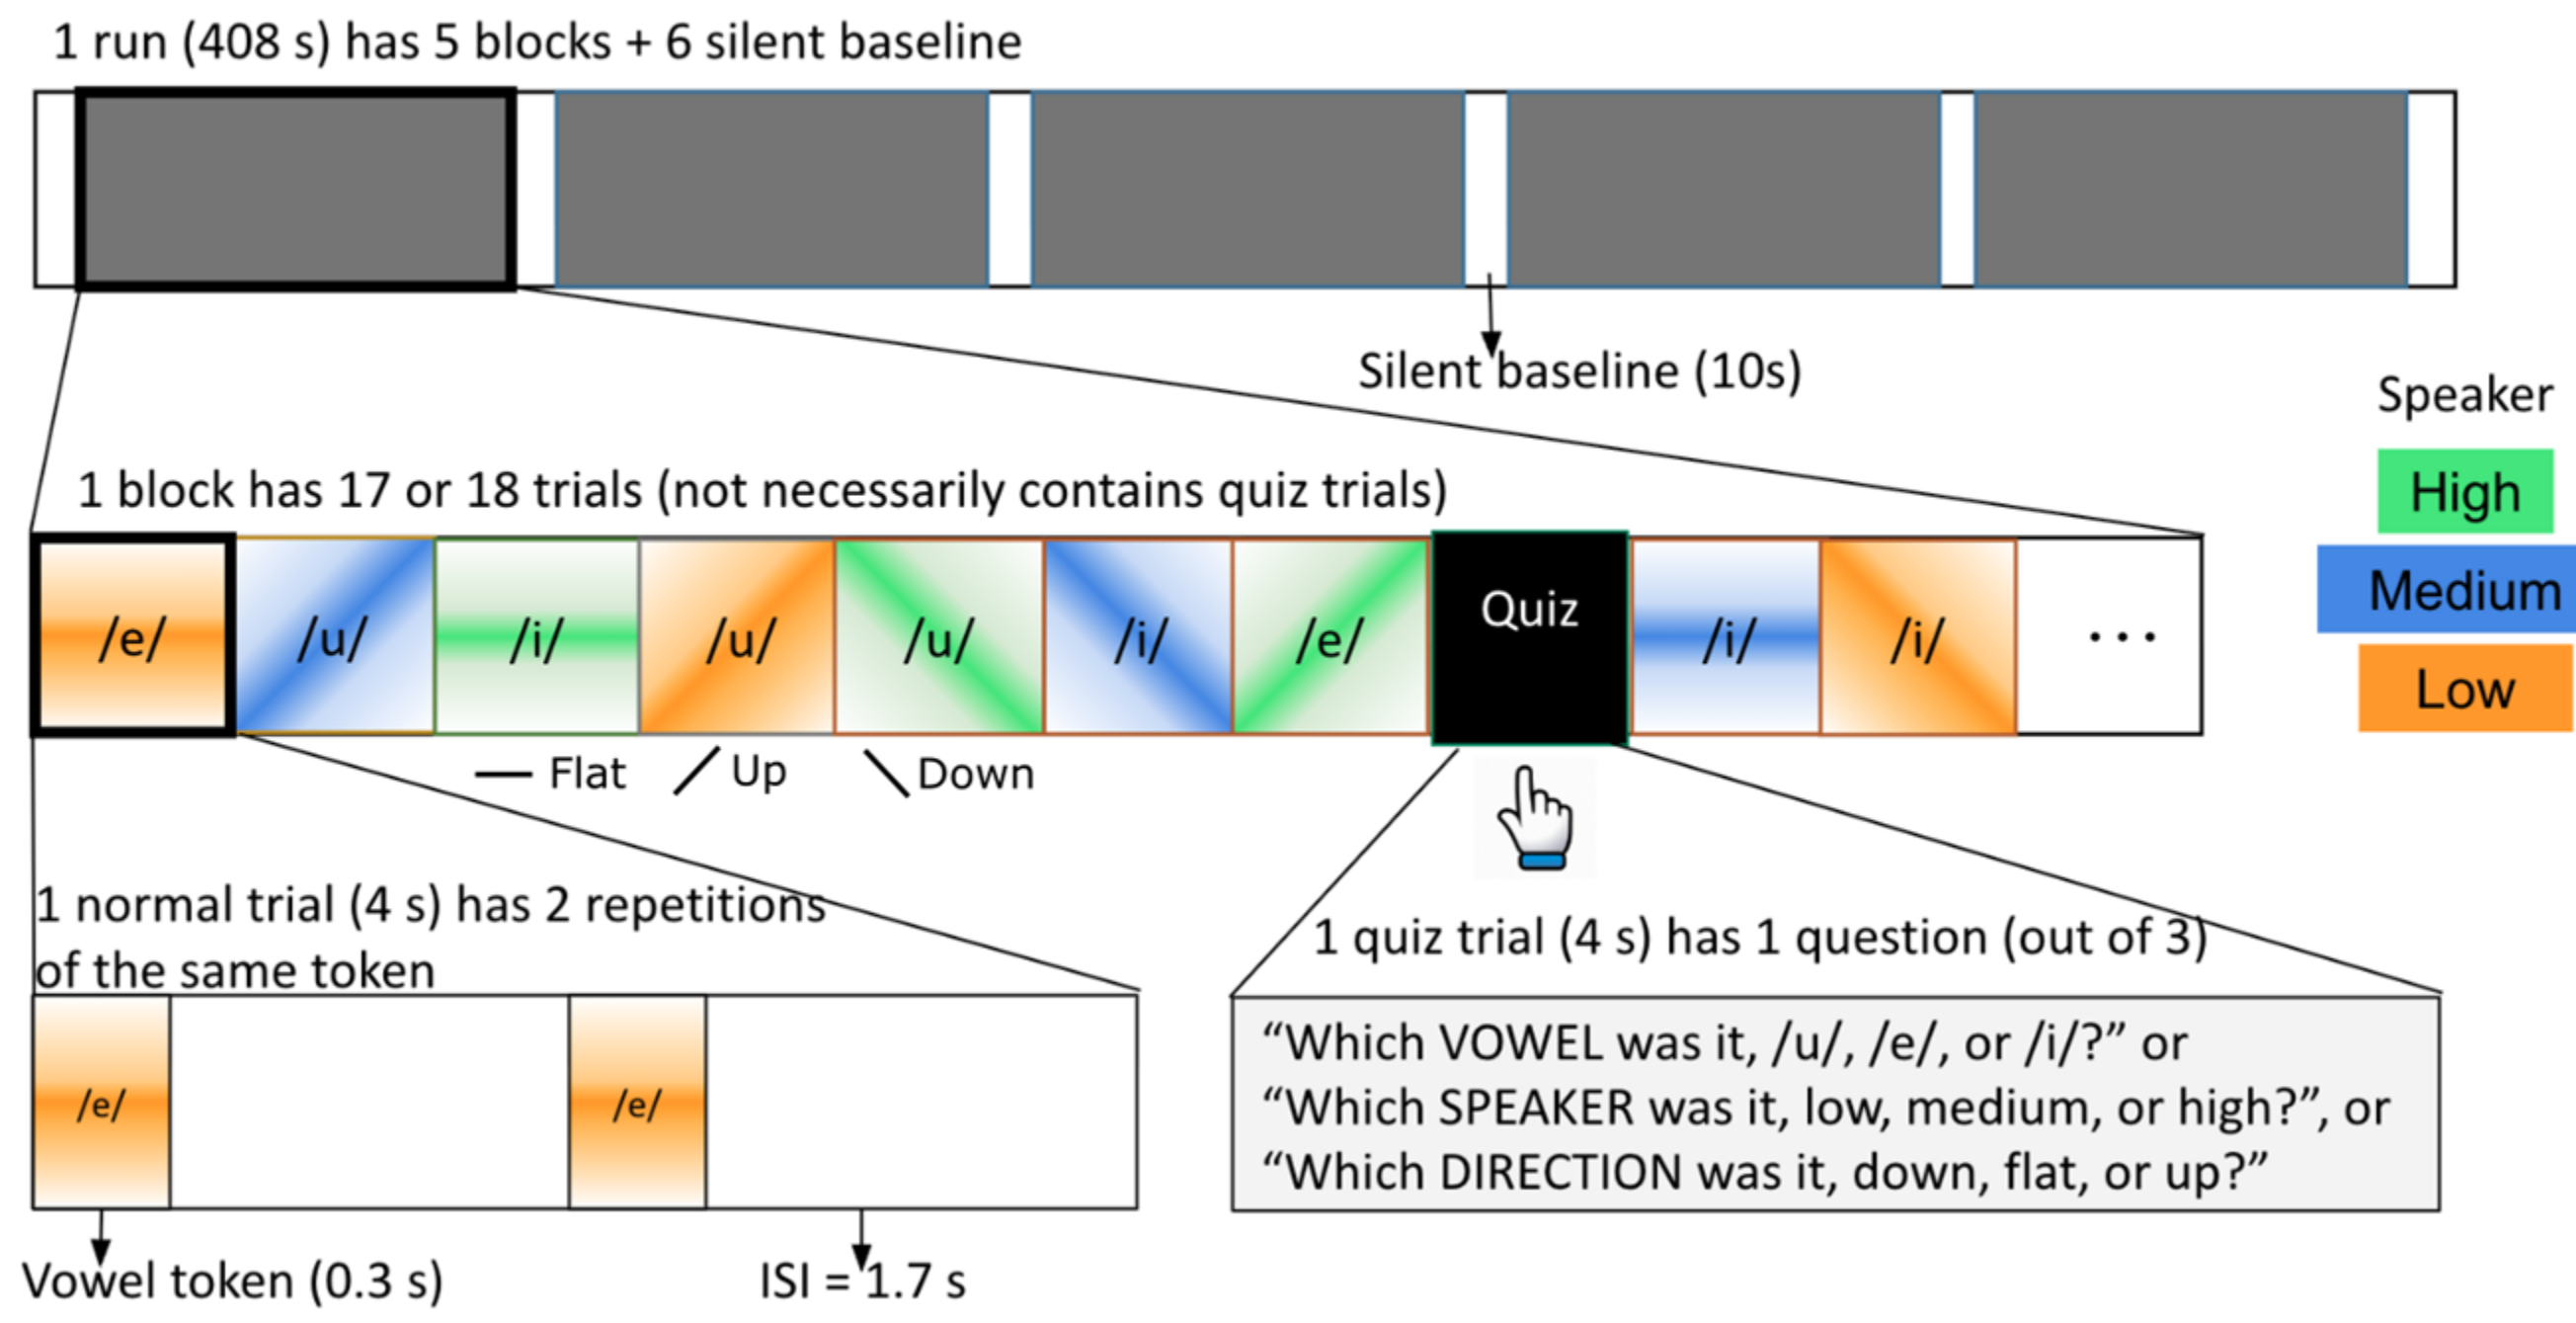 1 run (408 s) has 5 blocks + 6 silent baseline
Silent baseline (10s)
Speaker
High
Medium
Low
1 block has 17 or 18 trials (not necessarily contains quiz trials)
/e/ /u/ /i/ /u/ /u/ /i/ /e/ Quiz /i/ /i/ ...
Flat Up Down
1 normal trial (4 s) has 2 repetitions
of the same token
/e/ /e/
Vowel token (0.3 s)
ISI = 1.7 s
1 quiz trial (4 s) has 1 question (out of 3)
“Which VOWEL was it, /u/, /e/, or /i/?” or
“Which SPEAKER was it, low, medium, or high?”, or
“Which DIRECTION was it, down, flat, or up?”